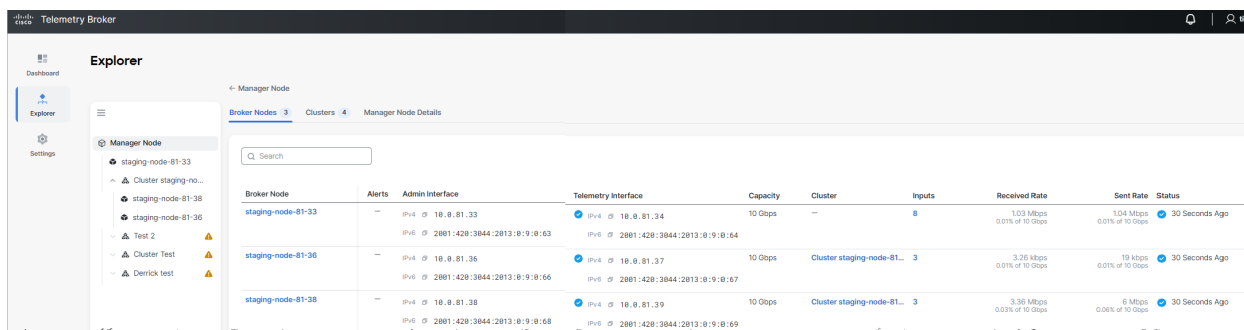 cisco Telemetry Broker
Dashboard
Explorer
Settings
Explorer
Manager Node
staging-node-81-33
Cluster staging-no...
staging-node-81-38
staging-node-81-36
Test 2
Cluster Test
Derrick test
← Manager Node
Broker Nodes 3 Clusters 4 Manager Node Details
Search
Broker Node Alerts Admin Interface Telemetry Interface Capacity Cluster Inputs Received Rate Sent Rate Status
staging-node-81-33 — IPv4 10.0.81.33 IPv4 10.0.81.34 10 Gbps — 8 1.03 Mbps 1.04 Mbps 30 Seconds Ago
0.01% of 10 Gbps 0.01% of 10 Gbps
IPv6 2001:420:3044:2013:0:9:0:63 IPv6 2001:420:3044:2013:0:9:0:64
staging-node-81-36 — IPv4 10.0.81.36 IPv4 10.0.81.37 10 Gbps Cluster staging-node-81... 3 3.26 kbps 19 kbps 30 Seconds Ago
0.01% of 10 Gbps 0.01% of 10 Gbps
IPv6 2001:420:3044:2013:0:9:0:66 IPv6 2001:420:3044:2013:0:9:0:67
staging-node-81-38 — IPv4 10.0.81.38 IPv4 10.0.81.39 10 Gbps Cluster staging-node-81... 3 3.36 Mbps 6 Mbps 30 Seconds Ago
0.03% of 10 Gbps 0.06% of 10 Gbps
IPv6 2001:420:3044:2013:0:9:0:68 IPv6 2001:420:3044:2013:0:9:0:69